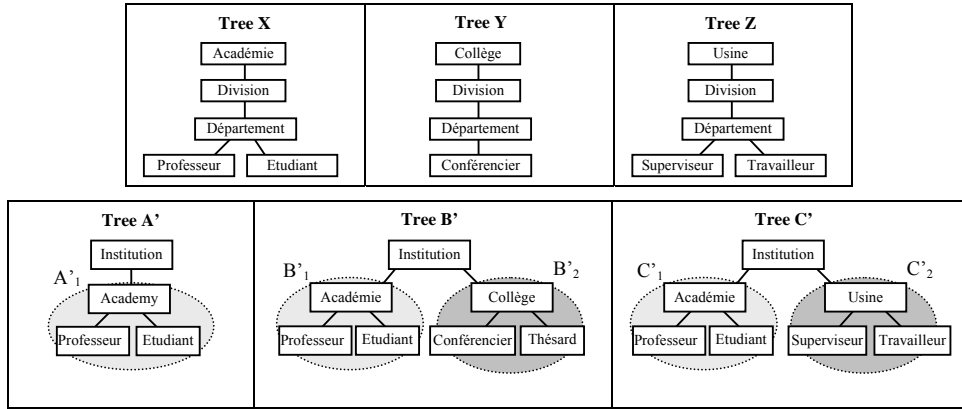 Tree X
Académie
Division
Département
Professeur Etudiant
Tree Y
Collège
Division
Département
Conférencier
Tree Z
Usine
Division
Département
Superviseur Travailleur
Tree A’
Institution
A’1
Academy
Professeur Etudiant
Tree B’
Institution
B’1 B’2
Académie Collège
Professeur Etudiant Conférencier Thésard
Tree C’
Institution
C’1 C’2
Académie Usine
Professeur Etudiant Superviseur Travailleur